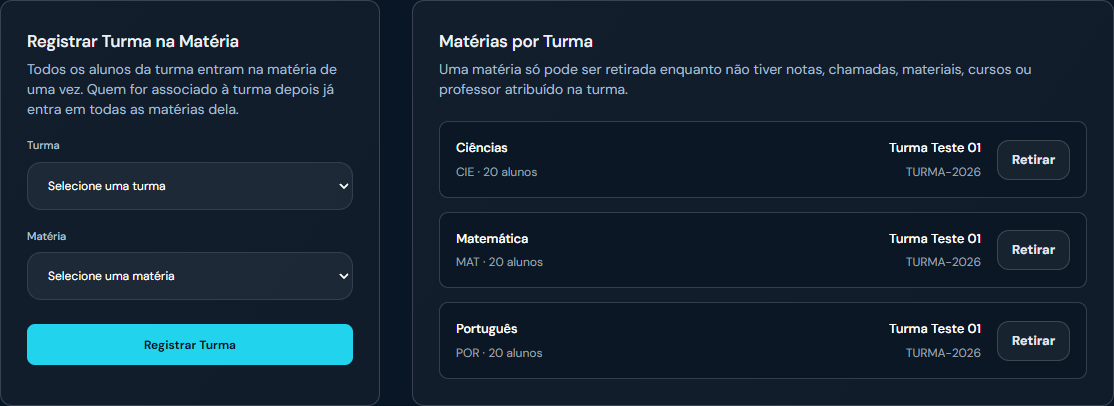 Registrar Turma na Matéria
Todos os alunos da turma entram na matéria de
uma vez. Quem for associado à turma depois já
entra em todas as matérias dela.
Turma
Selecione uma turma
Matéria
Selecione uma matéria
Registrar Turma
Matérias por Turma
Uma matéria só pode ser retirada enquanto não tiver notas, chamadas, materiais, cursos ou
professor atribuído na turma.
Ciências
CIE · 20 alunos
Turma Teste 01
TURMA-2026
Retirar
Matemática
MAT · 20 alunos
Turma Teste 01
TURMA-2026
Retirar
Português
POR · 20 alunos
Turma Teste 01
TURMA-2026
Retirar